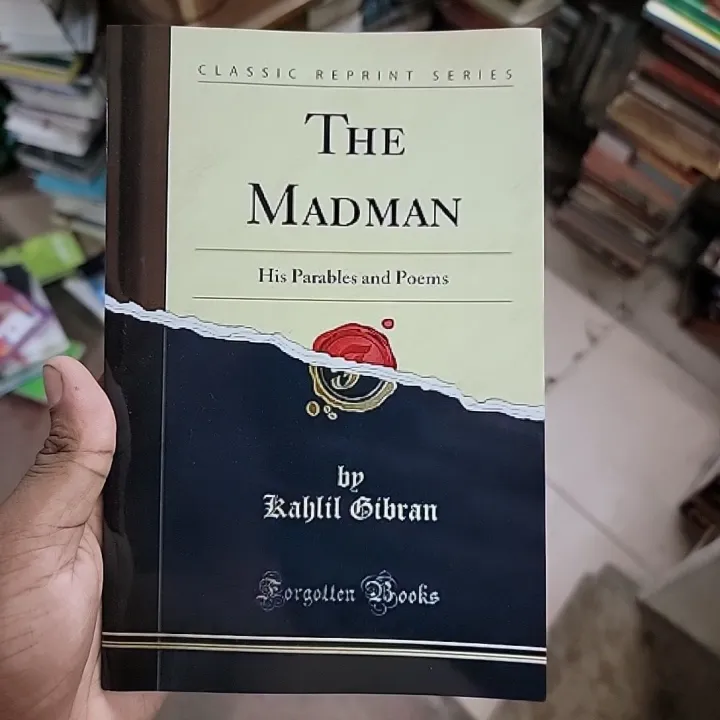 CLASSIC REPRINT SERIES
THE
MADMAN
His Parables and Poems
F
by
Kahlil Gibran
Forgotten Books